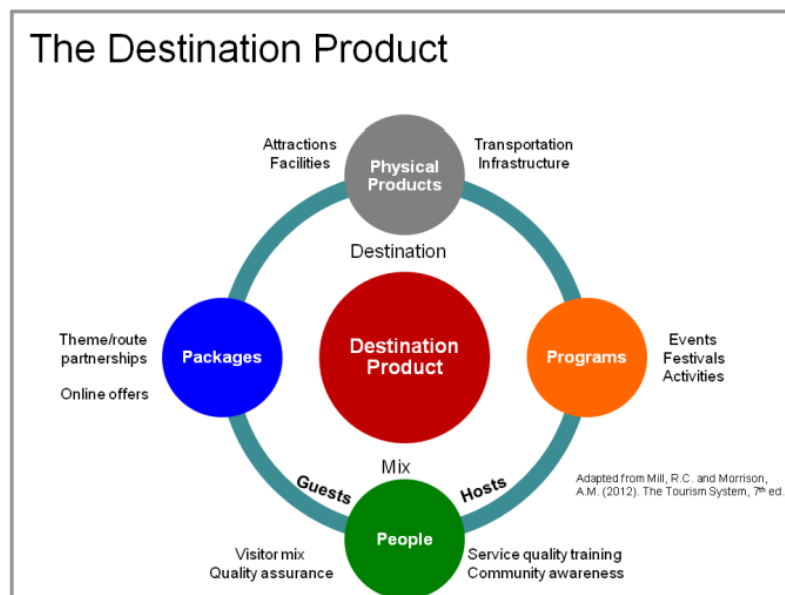 The Destination Product
Attractions
Facilities
Physical
Products
Transportation
Infrastructure
Destination
Theme/route
partnerships
Online offers
Packages
Destination
Product
Programs
Events
Festivals
Activities
Mix
Guests
Hosts
Adapted from Mill, R.C. and Morrison,
A.M. (2012). The Tourism System, 7th ed.
People
Visitor mix
Quality assurance
Service quality training
Community awareness